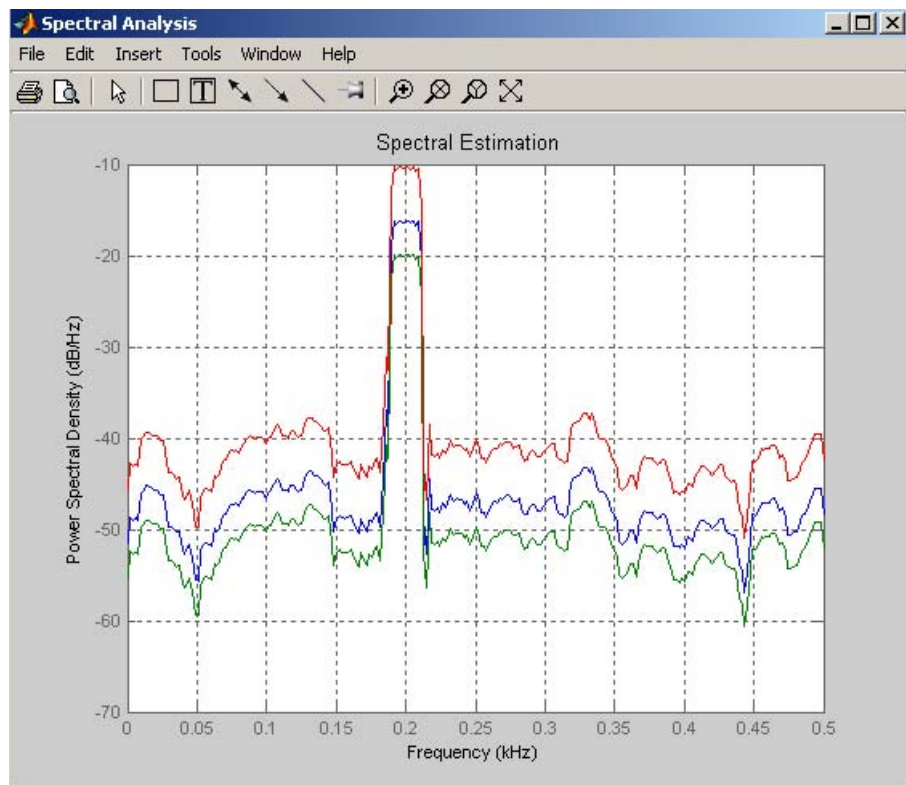 Spectral Analysis
File Edit Insert Tools Window Help
T
Spectral Estimation
-10
-20
-30
-40
-50
-60
-70
Power Spectral Density (dB/Hz)
0 0.05 0.1 0.15 0.2 0.25 0.3 0.35 0.4 0.45 0.5
Frequency (kHz)